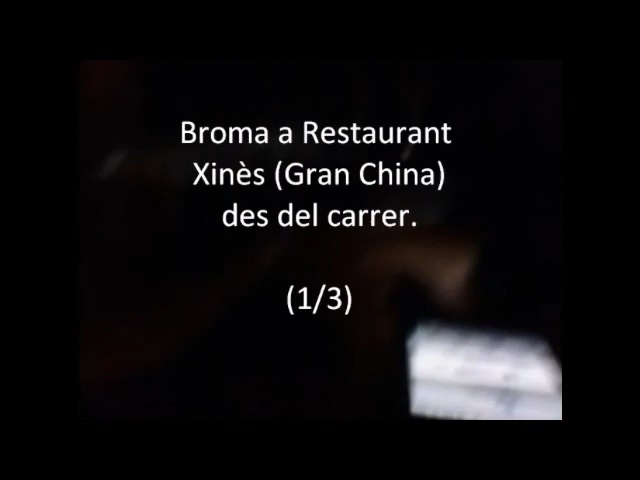 Broma a Restaurant
Xinès (Gran China)
des del carrer.
(1/3)